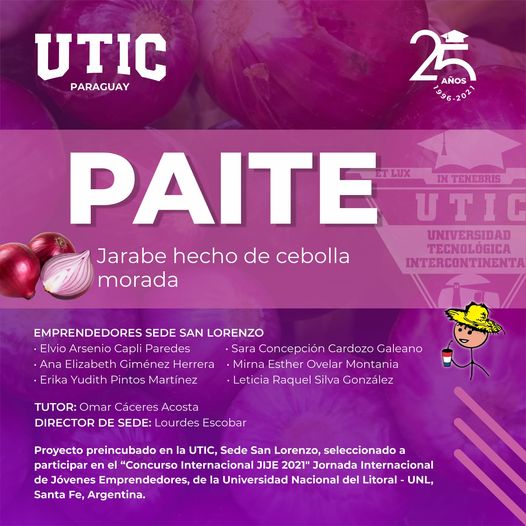 UTIC
PARAGUAY
25
AÑOS
1996-2021
PAITE
Jarabe hecho de cebolla
morada
ET LUX IN TENEBRIS
UTIC
UNIVERSIDAD
TECNOLÓGICA
INTERCONTINENTA
EMPRENDEDORES SEDE SAN LORENZO
• Elvio Arsenio Capli Paredes • Sara Concepción Cardozo Galeano
• Ana Elizabeth Giménez Herrera • Mirna Esther Ovelar Montania
• Erika Yudith Pintos Martínez • Leticia Raquel Silva González
TUTOR: Omar Cáceres Acosta
DIRECTOR DE SEDE: Lourdes Escobar
Proyecto preincubado en la UTIC, Sede San Lorenzo, seleccionado a
participar en el “Concurso Internacional JIJE 2021" Jornada Internacional
de Jóvenes Emprendedores, de la Universidad Nacional del Litoral - UNL,
Santa Fe, Argentina.